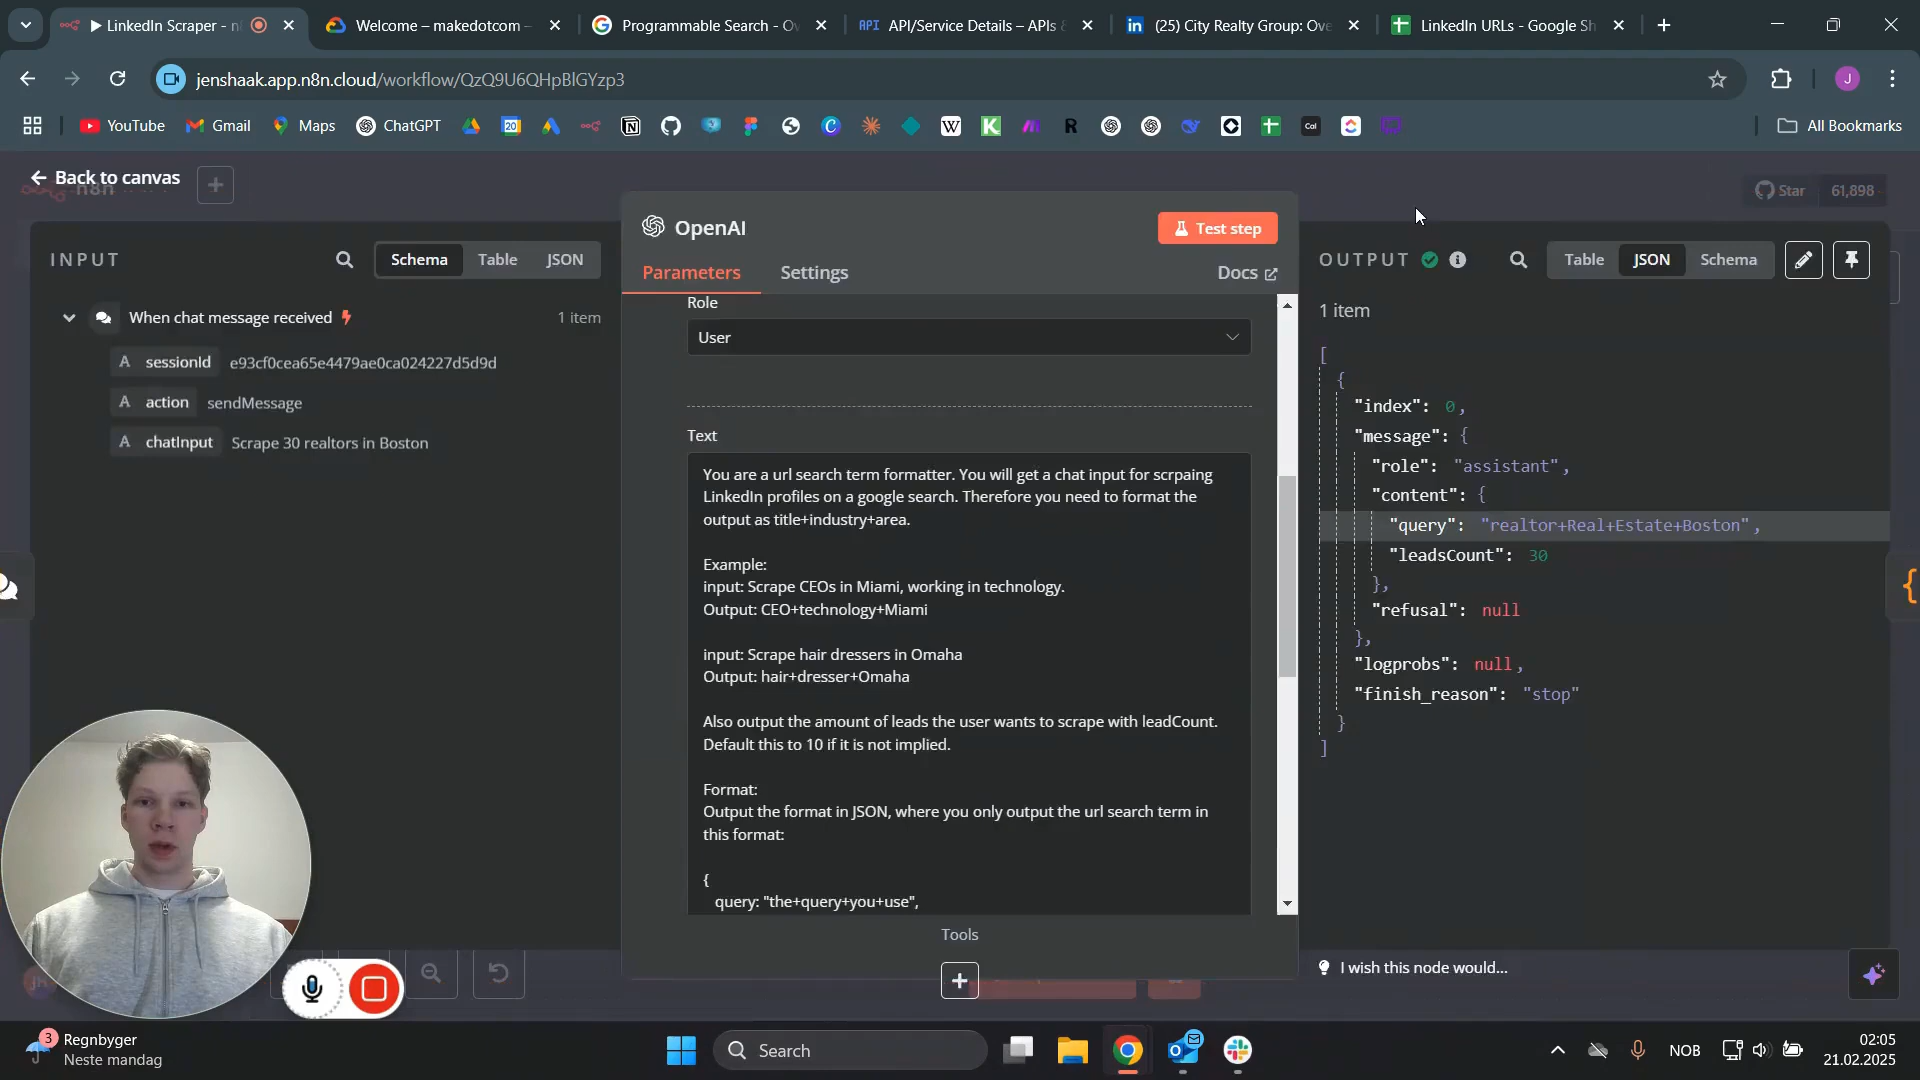 LinkedIn Scraper - n
Welcome – makedotcom –
Programmable Search - Ov
API
API/Service Details – APIs &
in
(25) City Realty Group: Ove
LinkedIn URLs - Google Sh
jenshaak.app.n8n.cloud/workflow/QzQ9U6QHpBlGYzp3
J
YouTube
Gmail
Maps
ChatGPT
All Bookmarks
Back to canvas
n8n
Star
61,898
INPUT
Schema
Table
JSON
When chat message received
1 item
A sessionId e93cf0cea65e4479ae0ca024227d5d9d
A action sendMessage
A chatInput Scrape 30 realtors in Boston
OpenAI
Test step
Parameters
Settings
Docs
Role
User
Text
You are a url search term formatter. You will get a chat input for scrpaing
LinkedIn profiles on a google search. Therefore you need to format the
output as title+industry+area.
Example:
input: Scrape CEOs in Miami, working in technology.
Output: CEO+technology+Miami
input: Scrape hair dressers in Omaha
Output: hair+dresser+Omaha
Also output the amount of leads the user wants to scrape with leadCount.
Default this to 10 if it is not implied.
Format:
Output the format in JSON, where you only output the url search term in
this format:
{
query: "the+query+you+use",
Tools
OUTPUT
Table
JSON
Schema
1 item
[
{
"index": 0,
"message": {
"role": "assistant",
"content": {
"query": "realtor+Real+Estate+Boston",
"leadsCount": 30
},
"refusal": null
},
"logprobs": null,
"finish_reason": "stop"
}
]
I wish this node would...
3
Regnbyger
Neste mandag
Search
NOB
02:05
21.02.2025